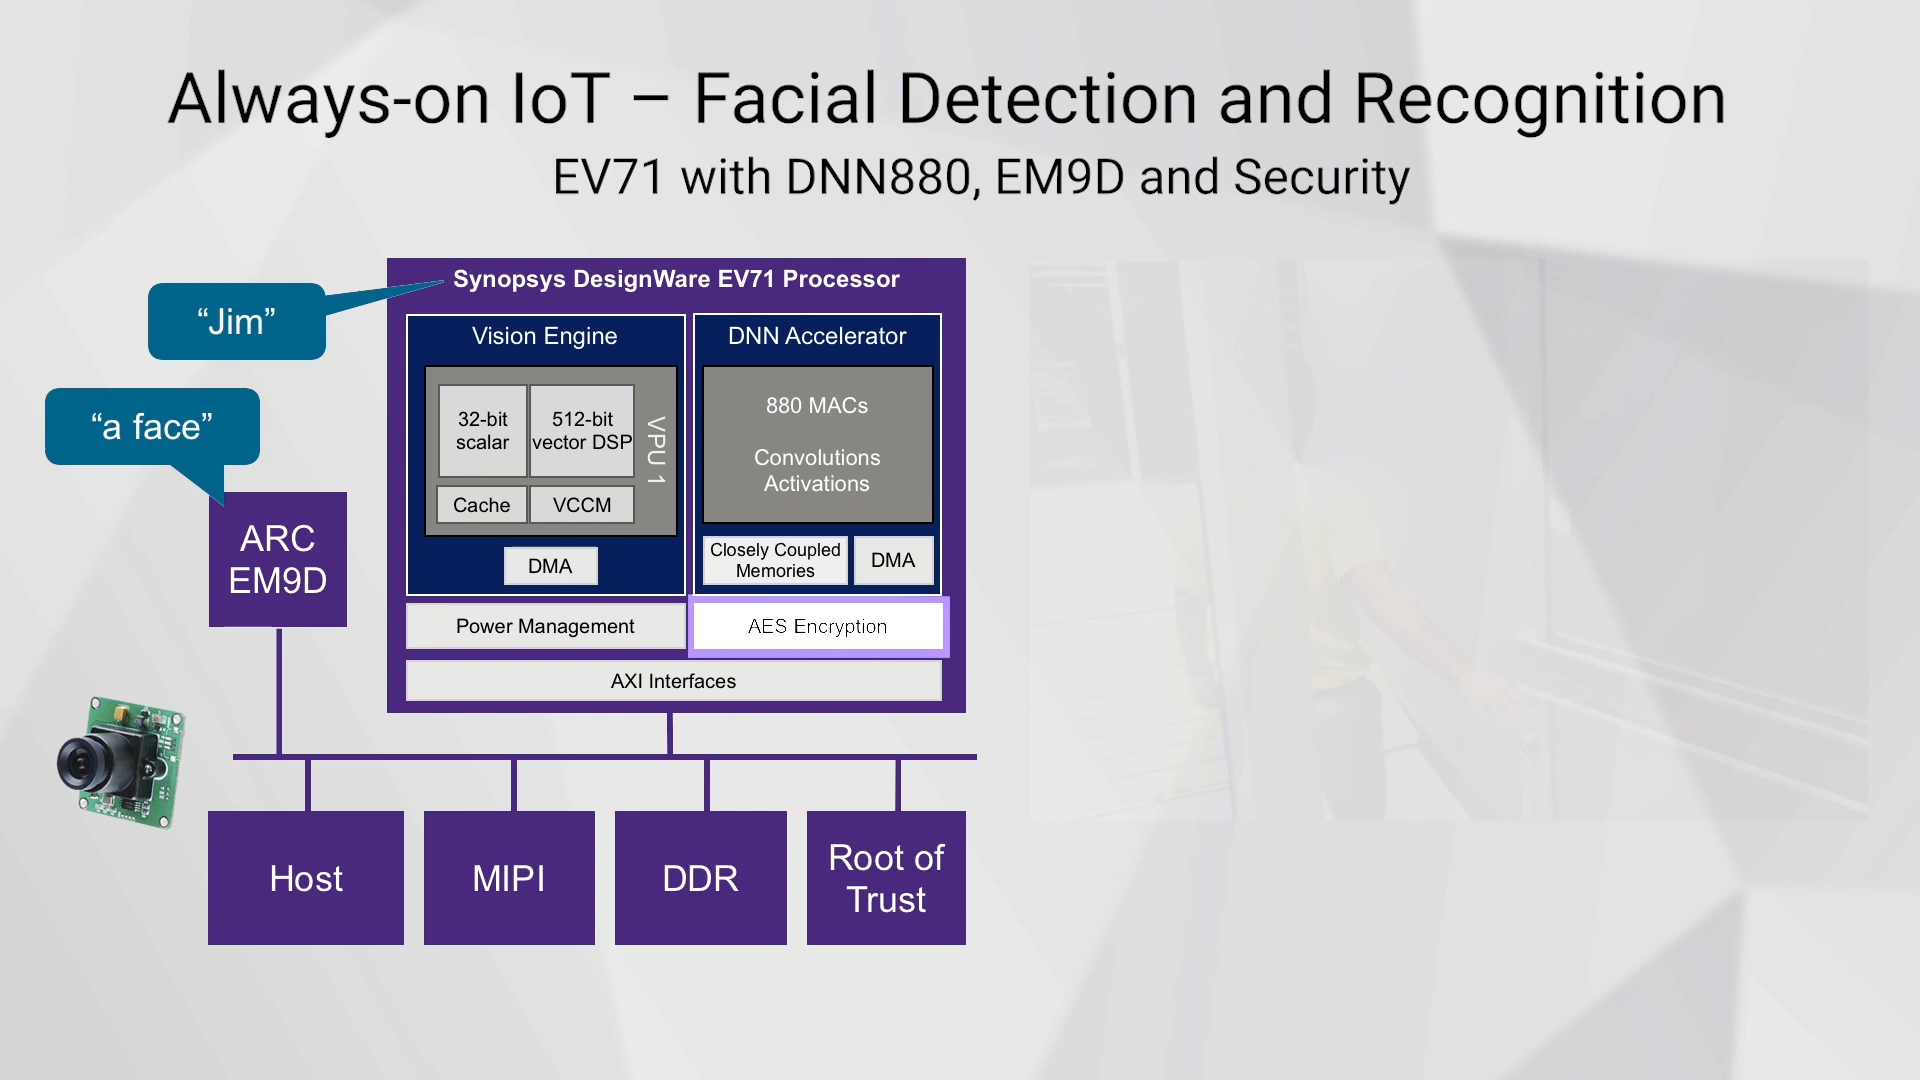 Always-on IoT – Facial Detection and Recognition
EV71 with DNN880, EM9D and Security
Synopsys DesignWare EV71 Processor
“Jim”
“a face”
ARC
EM9D
Vision Engine
32-bit
scalar
512-bit
vector DSP
VPU 1
Cache
VCCM
DMA
DNN Accelerator
880 MACs
Convolutions
Activations
Closely Coupled
Memories
DMA
Power Management
AES Encryption
AXI Interfaces
Host
MIPI
DDR
Root of
Trust